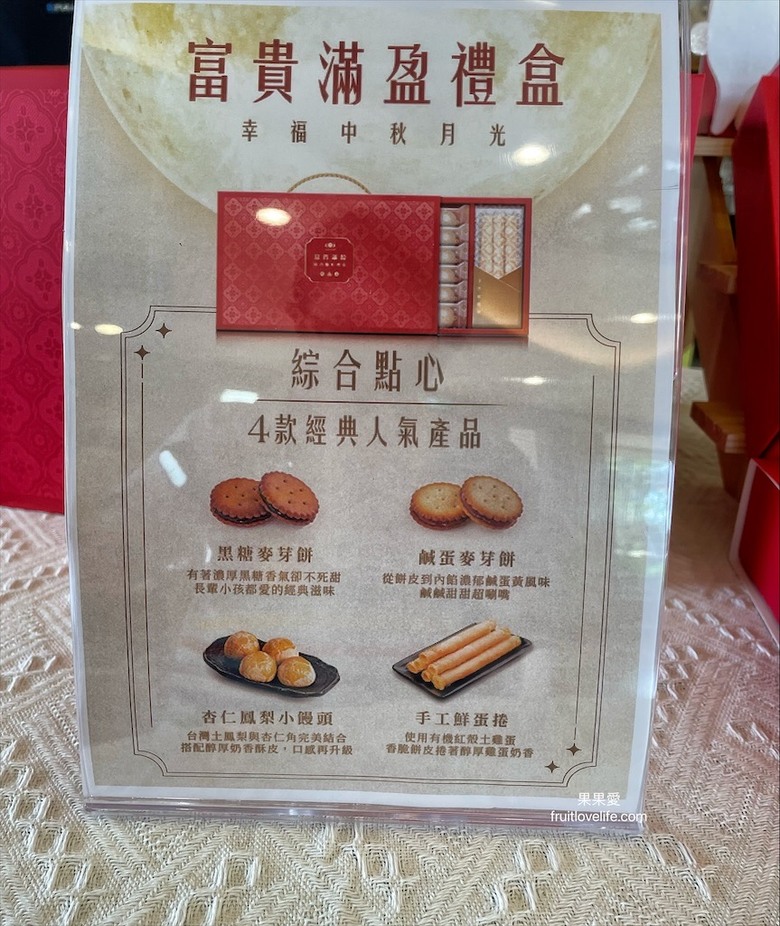 富貴滿盈禮盒
幸福中秋月光
綜合點心
4款經典人氣產品
黑糖麥芽餅
有著濃厚黑糖香氣卻不死甜
長輩小孩都愛的經典滋味
鹹蛋麥芽餅
從餅皮到內餡濃郁鹹蛋黃風味
鹹鹹甜甜超唰嘴
杏仁鳳梨小饅頭
台灣土鳳梨與杏仁角完美結合
搭配醇厚奶香酥皮，口感再升級
手工鮮蛋捲
使用有機紅殼土雞蛋
香脆餅皮捲著醇厚雞蛋奶香
果果愛
fruitlovelife.com